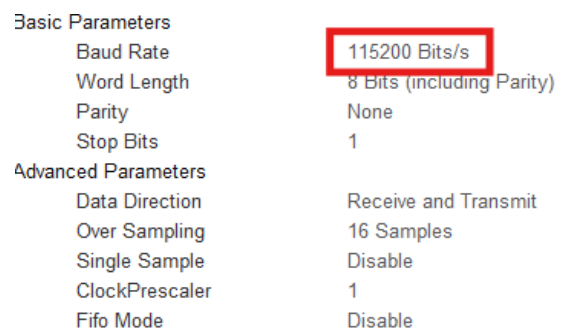 Basic Parameters
Baud Rate 115200 Bits/s
Word Length 8 Bits (including Parity)
Parity None
Stop Bits 1
Advanced Parameters
Data Direction Receive and Transmit
Over Sampling 16 Samples
Single Sample Disable
ClockPrescaler 1
Fifo Mode Disable